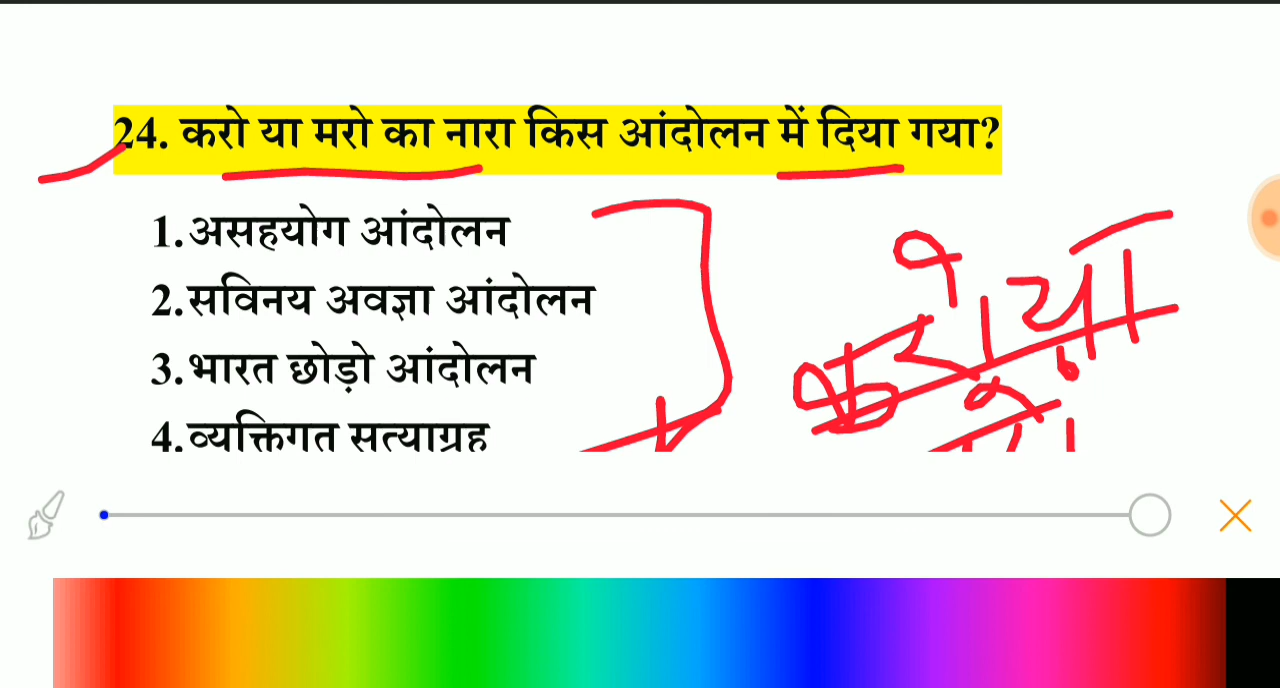 24. करो या मरो का नारा किस आंदोलन में दिया गया?
1.असहयोग आंदोलन
2.सविनय अवज्ञा आंदोलन
3.भारत छोड़ो आंदोलन
4.व्यक्तिगत सत्याग्रह
करो या